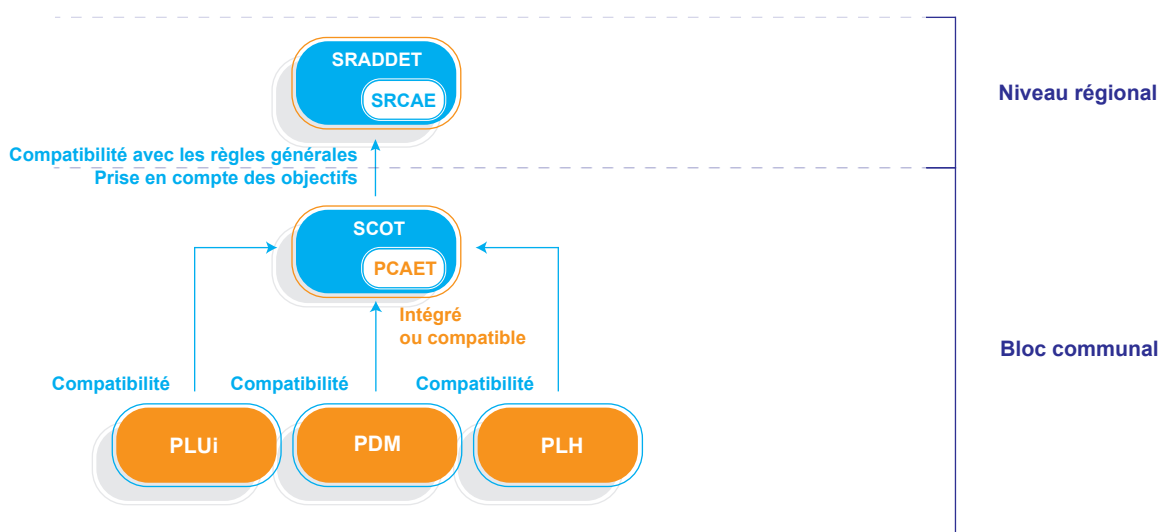 SRADDET
SRCAE
Niveau régional
Compatibilité avec les règles générales
Prise en compte des objectifs
SCOT
PCAET
Intégré
ou compatible
Bloc communal
Compatibilité
Compatibilité
Compatibilité
PLUi
PDM
PLH